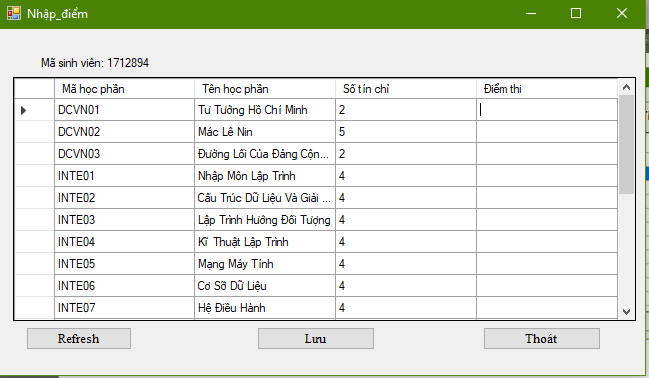 Nhập_điểm
Mã sinh viên: 1712894
Mã học phần Tên học phần Số tín chỉ Điểm thi
DCVN01 Tư Tưởng Hồ Chí Minh 2
DCVN02 Mác Lê Nin 5
DCVN03 Đường Lối Của Đảng Cộn... 2
INTE01 Nhập Môn Lập Trình 4
INTE02 Cấu Trúc Dữ Liệu Và Giải ... 4
INTE03 Lập Trình Hướng Đối Tượng 4
INTE04 Kĩ Thuật Lập Trình 4
INTE05 Mạng Máy Tính 4
INTE06 Cơ Sỡ Dữ Liệu 4
INTE07 Hệ Điều Hành 4
Refresh Lưu Thoát